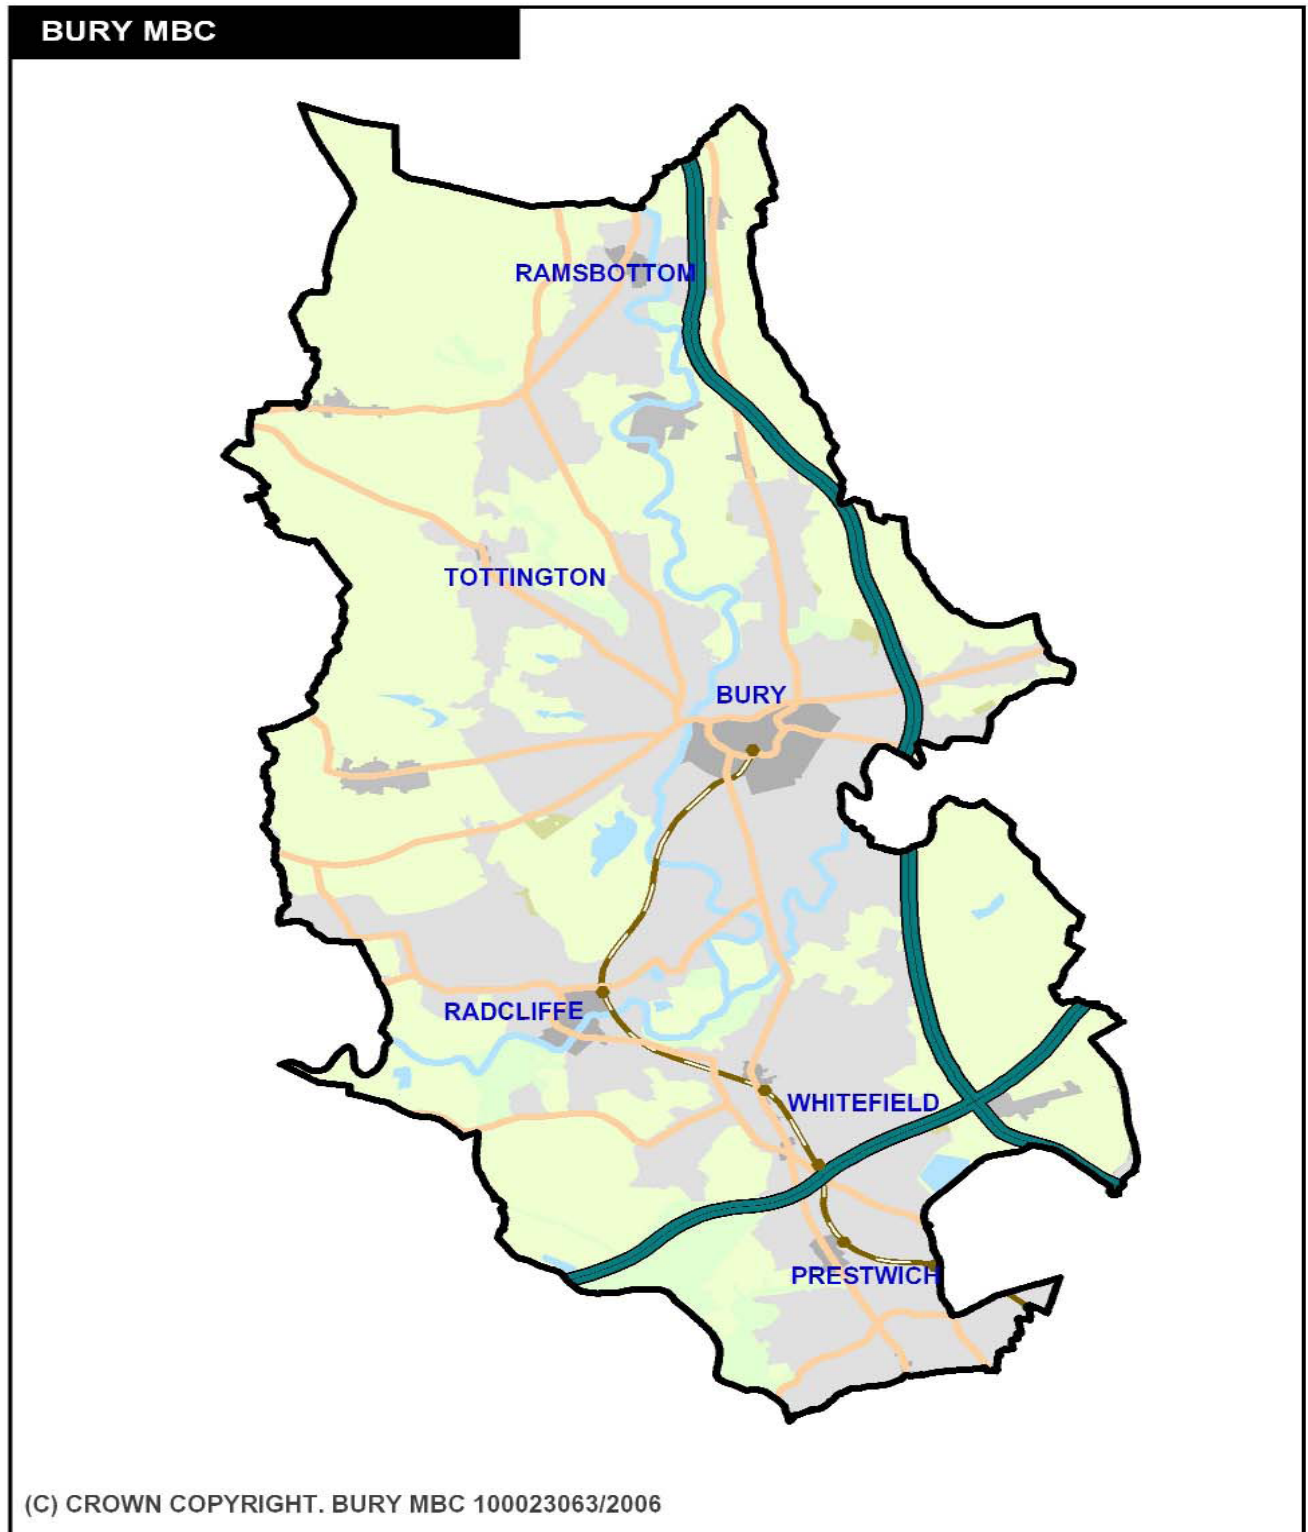 BURY MBC
RAMSBOTTOM
TOTTINGTON
BURY
RADCLIFFE
WHITEFIELD
PRESTWICH
(C) CROWN COPYRIGHT. BURY MBC 100023063/2006